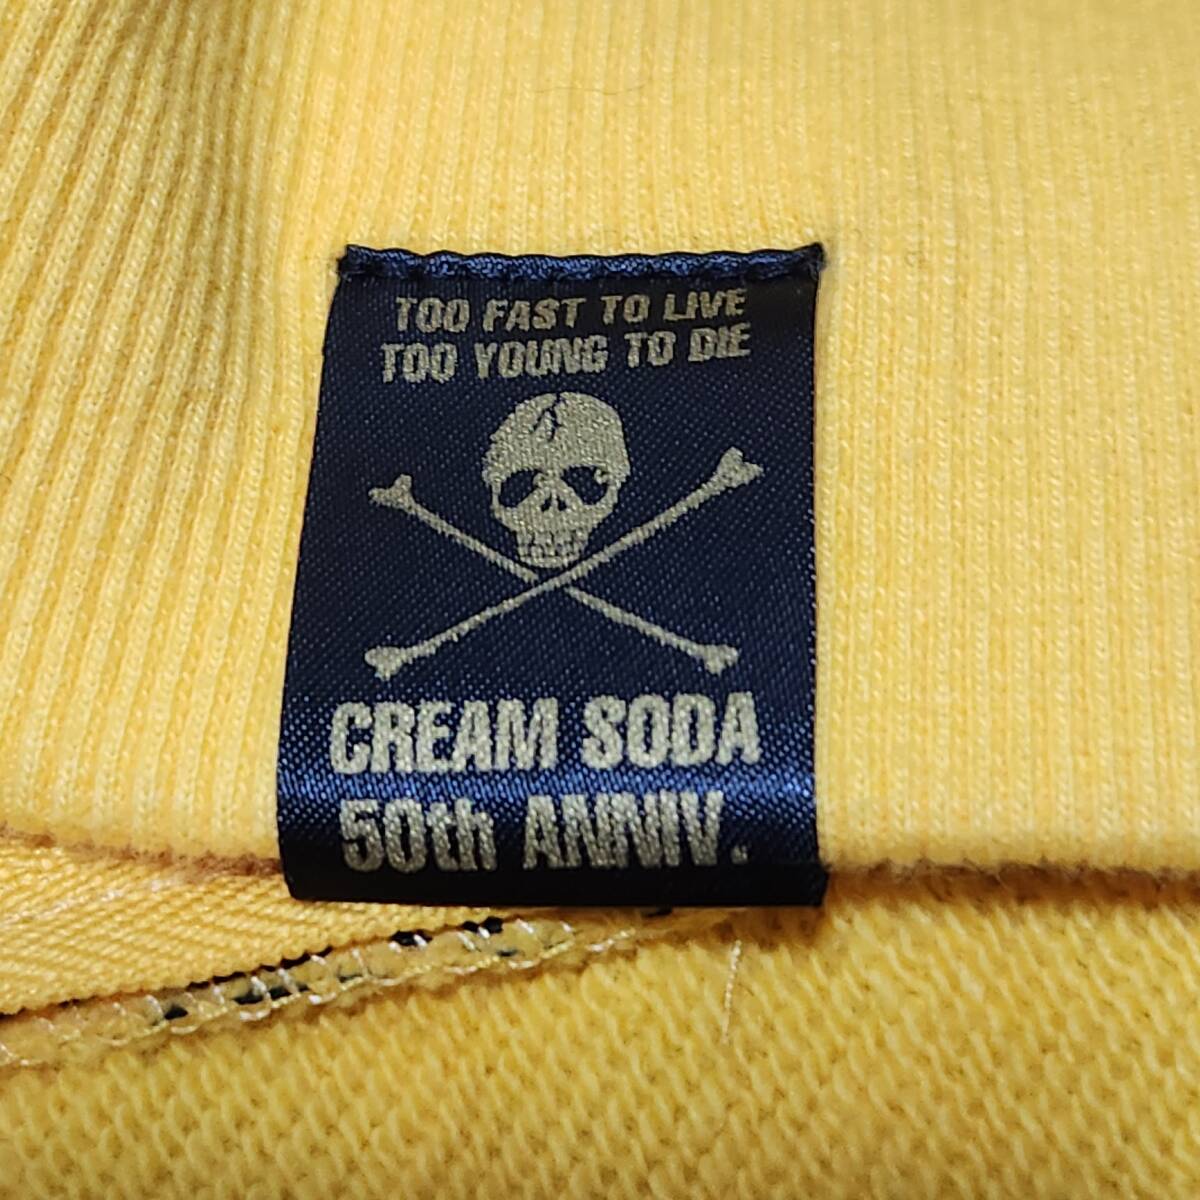 TOO FAST TO LIVE
TOO YOUNG TO DIE
CREAM SODA
50th ANNIV.